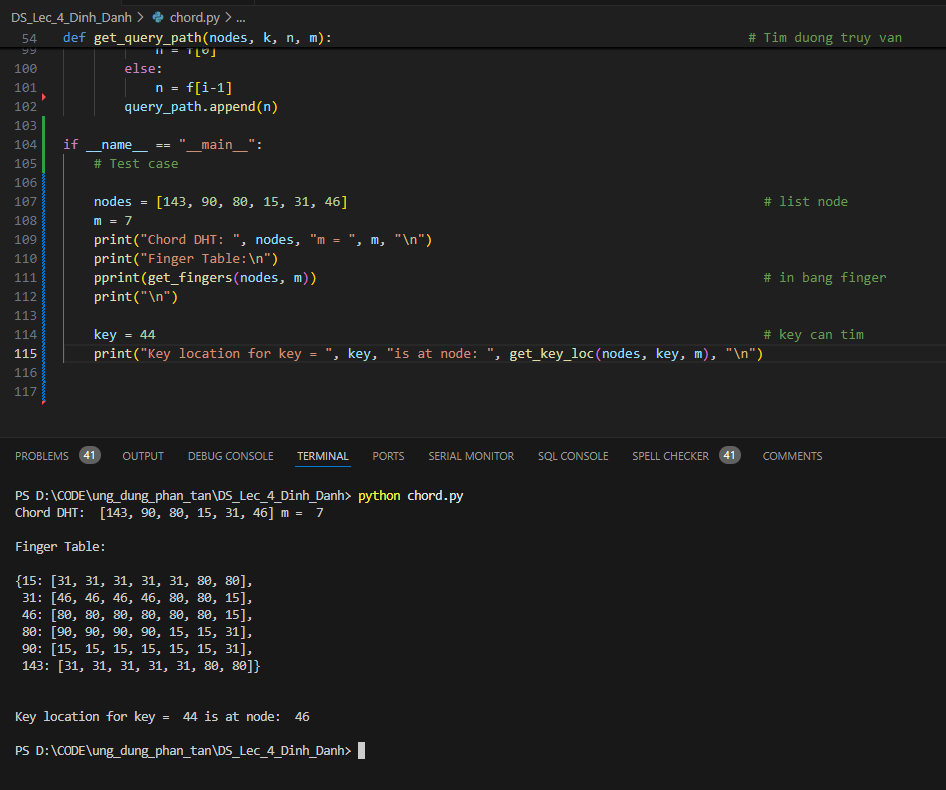 DS_Lec_4_Dinh_Danh > chord.py > ...
54 def get_query_path(nodes, k, n, m): # Tim duong truy van
99 n = f[0]
100 else:
101 n = f[i-1]
102 query_path.append(n)
103
104 if __name__ == "__main__":
105 # Test case
106
107 nodes = [143, 90, 80, 15, 31, 46] # list node
108 m = 7
109 print("Chord DHT: ", nodes, "m = ", m, "\n")
110 print("Finger Table:\n")
111 pprint(get_fingers(nodes, m)) # in bang finger
112 print("\n")
113
114 key = 44 # key can tim
115 print("Key location for key = ", key, "is at node: ", get_key_loc(nodes, key, m), "\n")
116
117
PROBLEMS 41 OUTPUT DEBUG CONSOLE TERMINAL PORTS SERIAL MONITOR SQL CONSOLE SPELL CHECKER 41 COMMENTS
PS D:\CODE\ung_dung_phan_tan\DS_Lec_4_Dinh_Danh> python chord.py
Chord DHT:  [143, 90, 80, 15, 31, 46] m =  7
Finger Table:
{15: [31, 31, 31, 31, 31, 80, 80],
31: [46, 46, 46, 46, 80, 80, 15],
46: [80, 80, 80, 80, 80, 80, 15],
80: [90, 90, 90, 90, 15, 15, 31],
90: [15, 15, 15, 15, 15, 15, 31],
143: [31, 31, 31, 31, 31, 80, 80]}
Key location for key =  44 is at node:  46
PS D:\CODE\ung_dung_phan_tan\DS_Lec_4_Dinh_Danh>